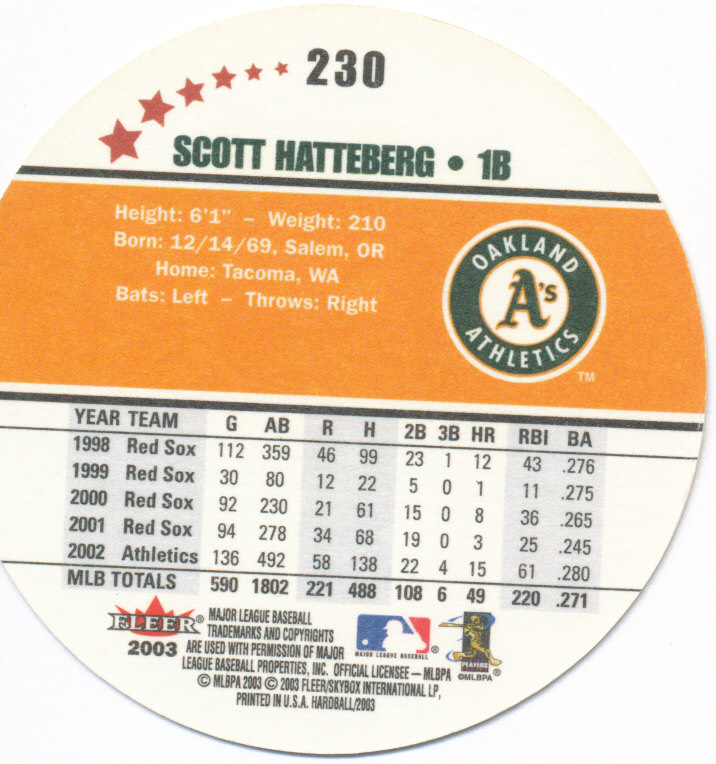 230
SCOTT HATTEBERG • 1B
Height: 6'1" – Weight: 210
Born: 12/14/69, Salem, OR
Home: Tacoma, WA
Bats: Left – Throws: Right
OAKLAND
A's
ATHLETICS
TM
YEAR TEAM G AB R H 2B 3B HR RBI BA
1998 Red Sox 112 359 46 99 23 1 12 43 .276
1999 Red Sox 30 80 12 22 5 0 1 11 .275
2000 Red Sox 92 230 21 61 15 0 8 36 .265
2001 Red Sox 94 278 34 68 19 0 3 25 .245
2002 Athletics 136 492 58 138 22 4 15 61 .280
MLB TOTALS 590 1802 221 488 108 6 49 220 .271
FLEER®
2003
MAJOR LEAGUE BASEBALL
TRADEMARKS AND COPYRIGHTS
ARE USED WITH PERMISSION OF MAJOR
LEAGUE BASEBALL PROPERTIES, INC. OFFICIAL LICENSEE – MLBPA
© MLBPA 2003 © 2003 FLEER/SKYBOX INTERNATIONAL LP,
PRINTED IN U.S.A. HARDBALL/2003
MAJOR LEAGUE BASEBALL®
PLAYERS
©MLBPA®